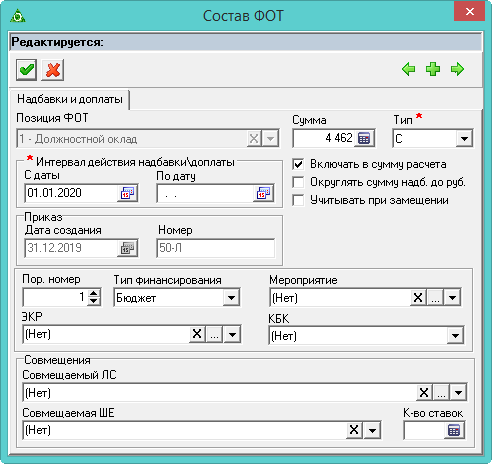 Состав ФОТ
Редактируется:
Надбавки и доплаты
Позиция ФОТ
Сумма
Тип *
1 - Должностной оклад
4 462
С
* Интервал действия надбавки\доплаты
С даты
По дату
01.01.2020
. .
Включать в сумму расчета
Округлять сумму надб. до руб.
Учитывать при замещении
Приказ
Дата создания
Номер
31.12.2019
50-Л
Пор. номер
Тип финансирования
Мероприятие
1
Бюджет
(Нет)
ЭКР
КБК
(Нет)
(Нет)
Совмещения
Совмещаемый ЛС
(Нет)
Совмещаемая ШЕ
К-во ставок
(Нет)